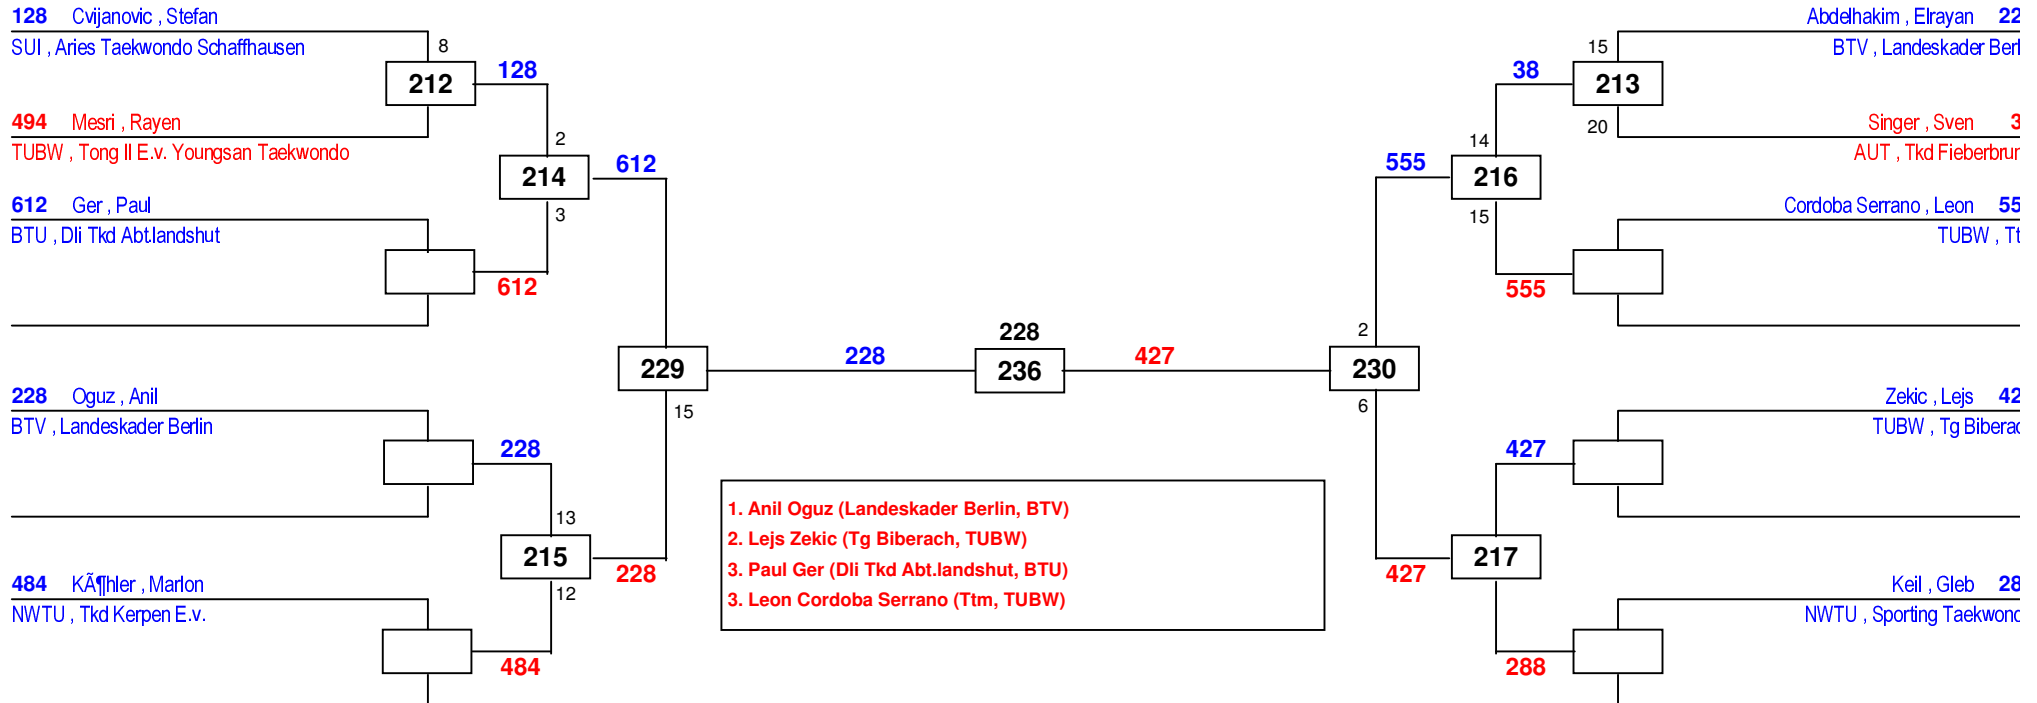 128 Cvijanovic , Stefan
SUI , Aries Taekwondo Schaffhausen
8
212
128
494 Mesri , Rayen
TUBW , Tong Il E.v. Youngsan Taekwondo
2
214
612
3
612 Ger , Paul
BTU , Dli Tkd Abt.landshut
612
229
228
15
228 Oguz , Anil
BTV , Landeskader Berlin
228
13
215
228
12
484 KÃ¶hler , Marlon
NWTU , Tkd Kerpen E.v.
484
228
236
427
1. Anil Oguz (Landeskader Berlin, BTV)
2. Lejs Zekic (Tg Biberach, TUBW)
3. Paul Ger (Dli Tkd Abt.landshut, BTU)
3. Leon Cordoba Serrano (Ttm, TUBW)
Abdelhakim , Elrayan 22
BTV , Landeskader Berl
15
38
213
20
Singer , Sven 3
AUT , Tkd Fieberbrun
14
555
216
15
Cordoba Serrano , Leon 55
TUBW , Tt
555
2
230
6
Zekic , Lejs 42
TUBW , Tg Biberac
427
217
427
Keil , Gleb 28
NWTU , Sporting Taekwond
288